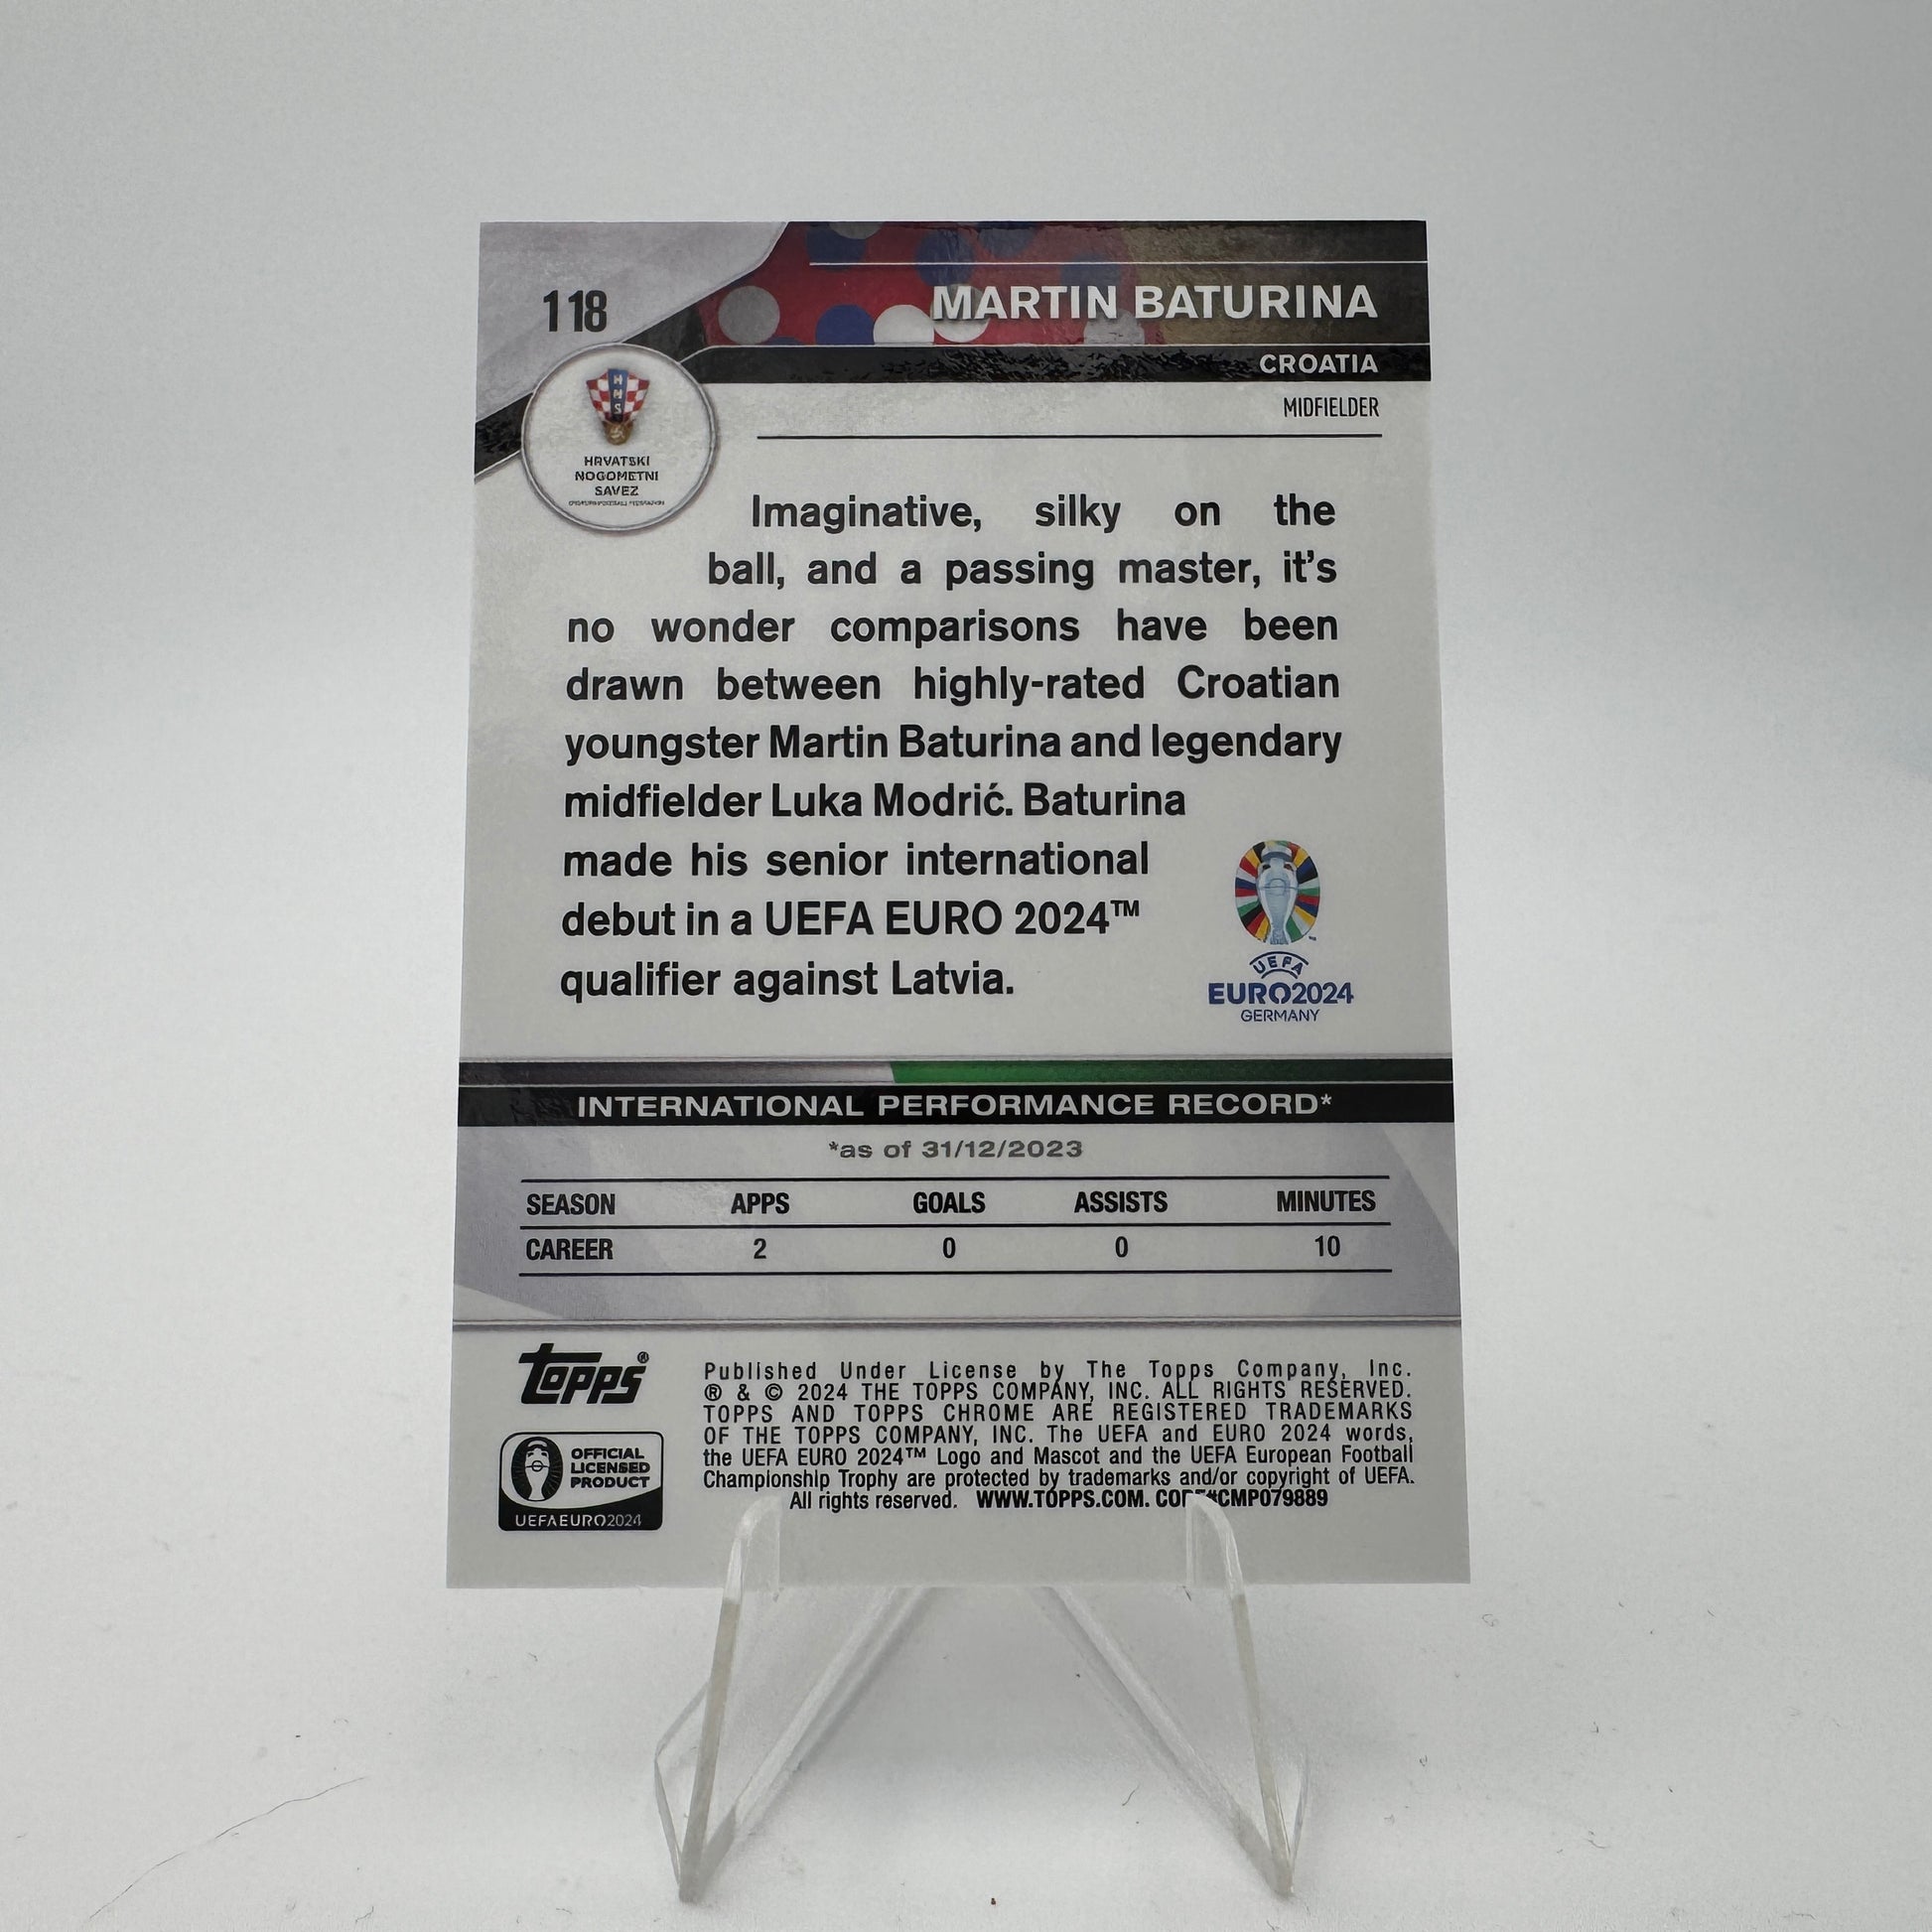 118
MARTIN BATURINA
CROATIA
MIDFIELDER
HNS
HRVATSKI
NOGOMETNI
SAVEZ
Imaginative, silky on the
ball, and a passing master, it's
no wonder comparisons have been
drawn between highly-rated Croatian
youngster Martin Baturina and legendary
midfielder Luka Modrić. Baturina
made his senior international
debut in a UEFA EURO 2024™
qualifier against Latvia.
UEFA
EURO2024
GERMANY
INTERNATIONAL PERFORMANCE RECORD*
*as of 31/12/2023
SEASON APPS GOALS ASSISTS MINUTES
CAREER 2 0 0 10
Topps®
OFFICIAL
LICENSED
PRODUCT
UEFAEURO2024
Published Under License by The Topps Company, Inc.
® & © 2024 THE TOPPS COMPANY, INC. ALL RIGHTS RESERVED.
TOPPS AND TOPPS CHROME ARE REGISTERED TRADEMARKS
OF THE TOPPS COMPANY, INC. The UEFA and EURO 2024 words,
the UEFA EURO 2024™ Logo and Mascot and the UEFA European Football
Championship Trophy are protected by trademarks and/or copyright of UEFA.
All rights reserved. WWW.TOPPS.COM. CODE#CMP079889